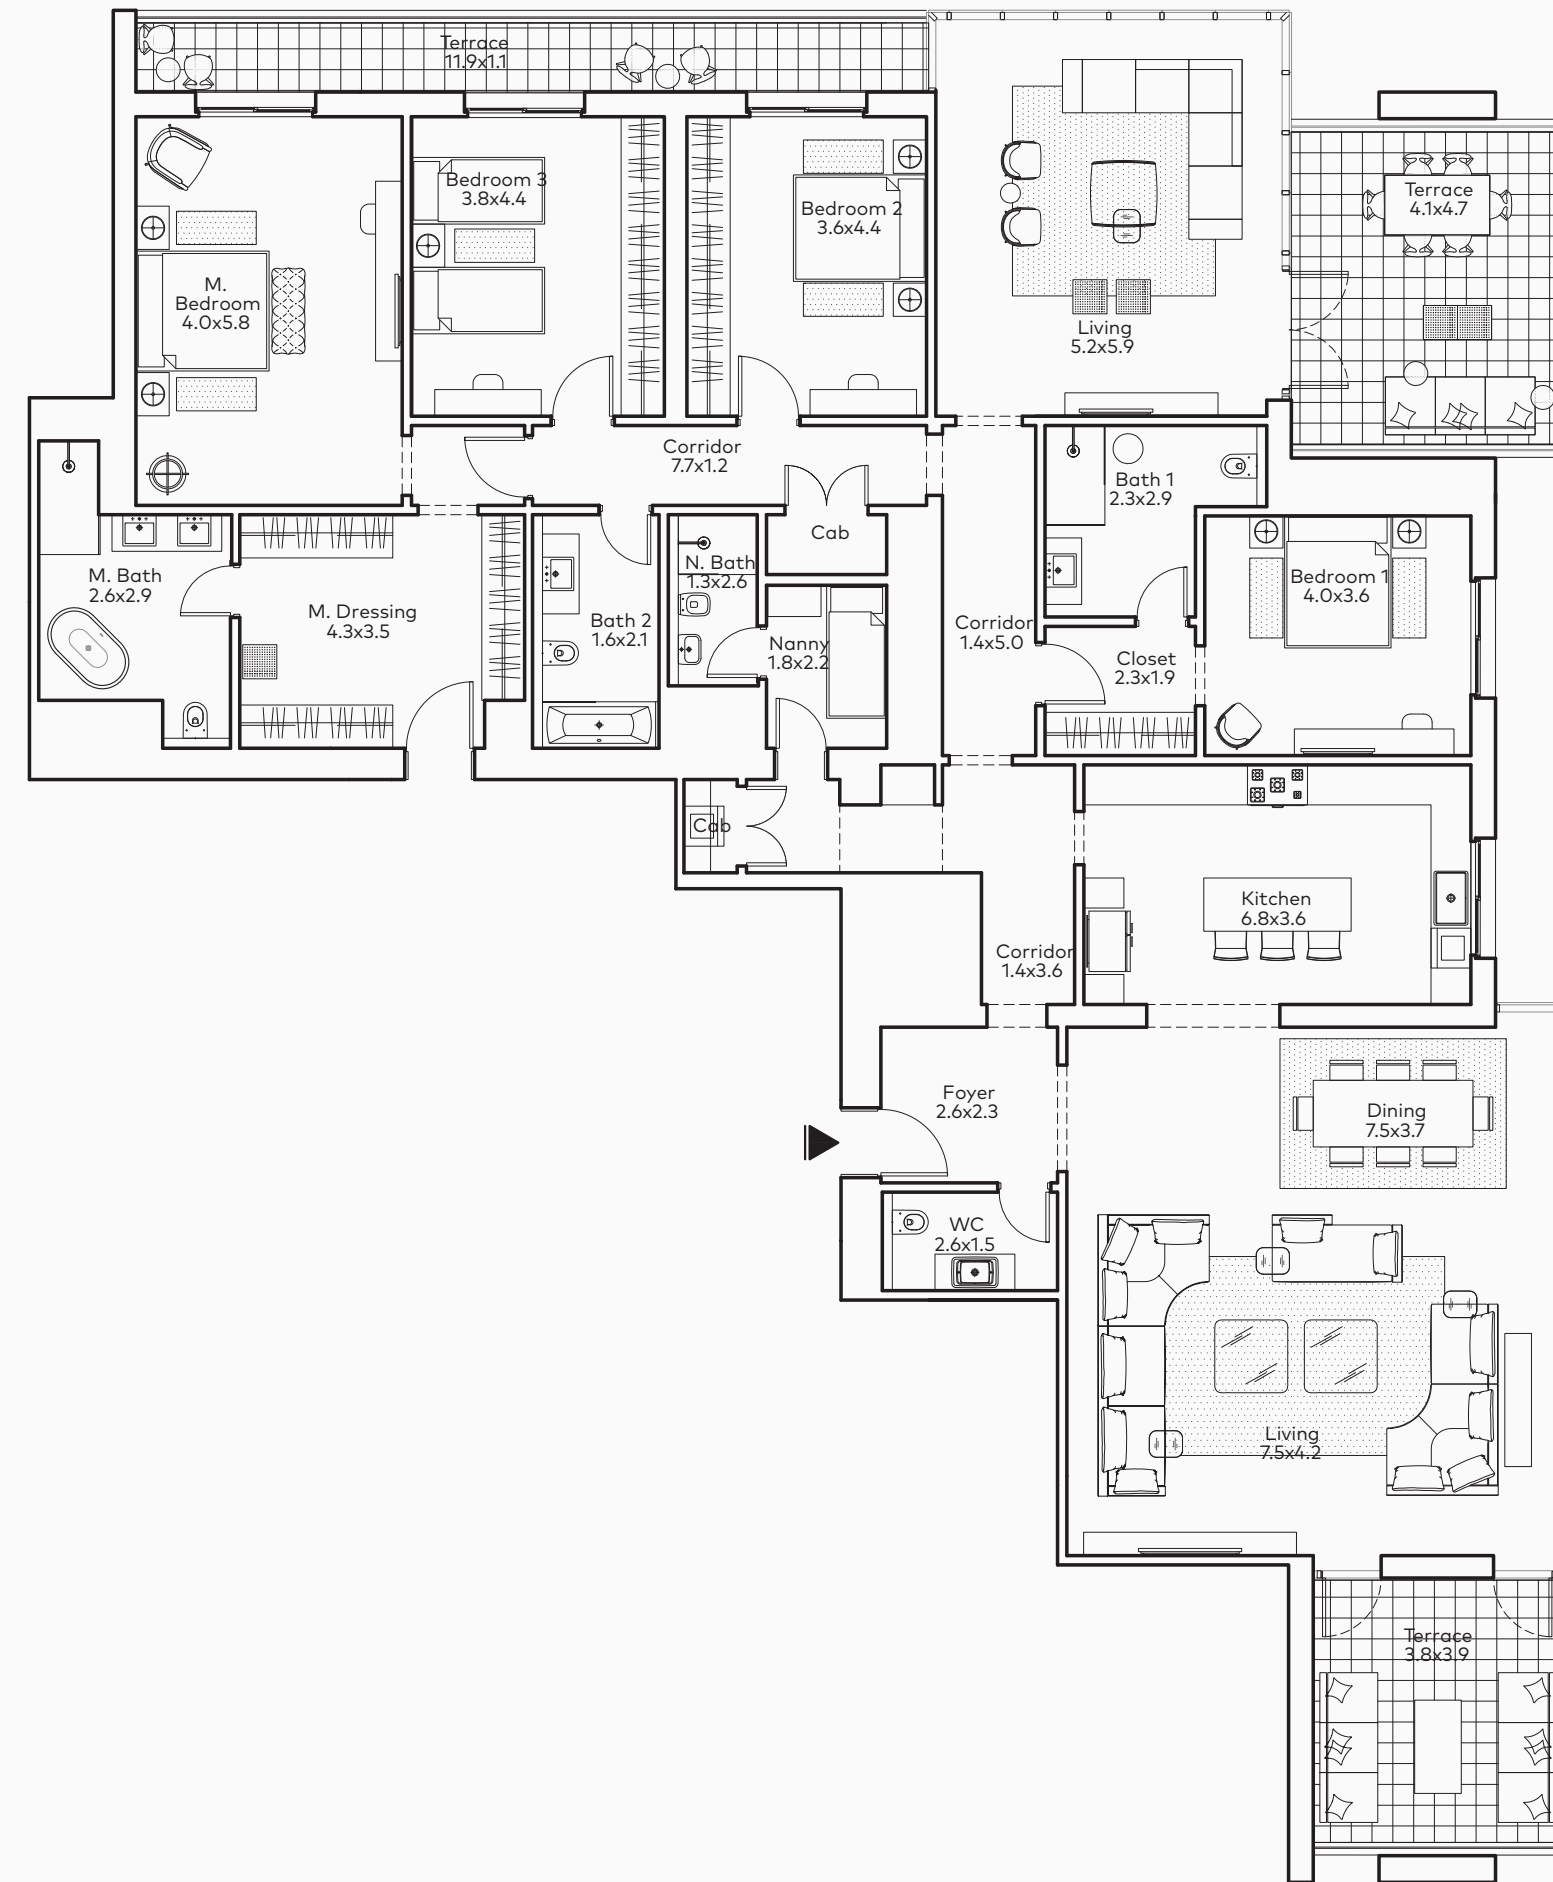 Terrace
11.9x1.1
Bedroom 3
3.8x4.4
Bedroom 2
3.6x4.4
Terrace
4.1x4.7
M.
Bedroom
4.0x5.8
Living
5.2x5.9
Corridor
7.7x1.2
Bath 1
2.3x2.9
Cab
M. Bath
2.6x2.9
N. Bath
1.3x2.6
Bedroom 1
4.0x3.6
M. Dressing
4.3x3.5
Bath 2
1.6x2.1
Nanny
1.8x2.2
Corridor
1.4x5.0
Closet
2.3x1.9
Cab
Kitchen
6.8x3.6
Corridor
1.4x3.6
Foyer
2.6x2.3
Dining
7.5x3.7
WC
2.6x1.5
Living
7.5x4.2
Terrace
3.8x3.9